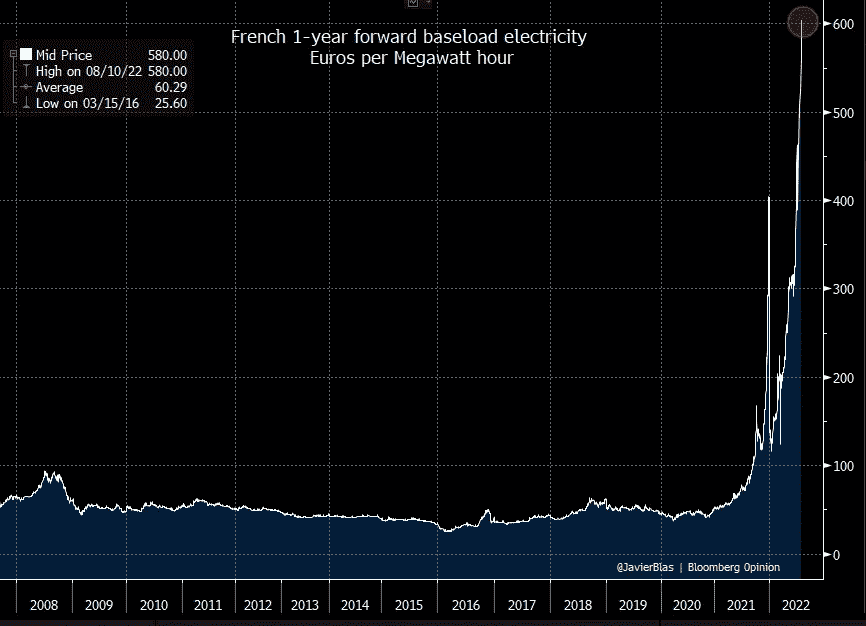 French 1-year forward baseload electricity
Euros per Megawatt hour
Mid Price 580.00
High on 08/10/22 580.00
Average 60.29
Low on 03/15/16 25.60
600
500
400
300
200
100
0
@JavierBlas | Bloomberg Opinion
2008 2009 2010 2011 2012 2013 2014 2015 2016 2017 2018 2019 2020 2021 2022